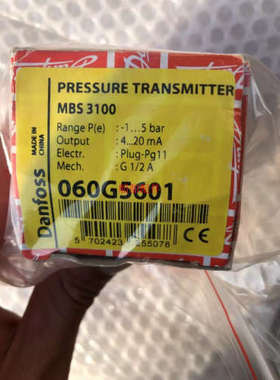 PRESSURE TRANSMITTER
MBS 3100
Range P(e) : -1...5 bar
Output : 4...20 mA
Electr. : Plug-Pg11
Mech. : G 1/2 A
060G5601
Danfoss
MADE IN
CHINA
CE